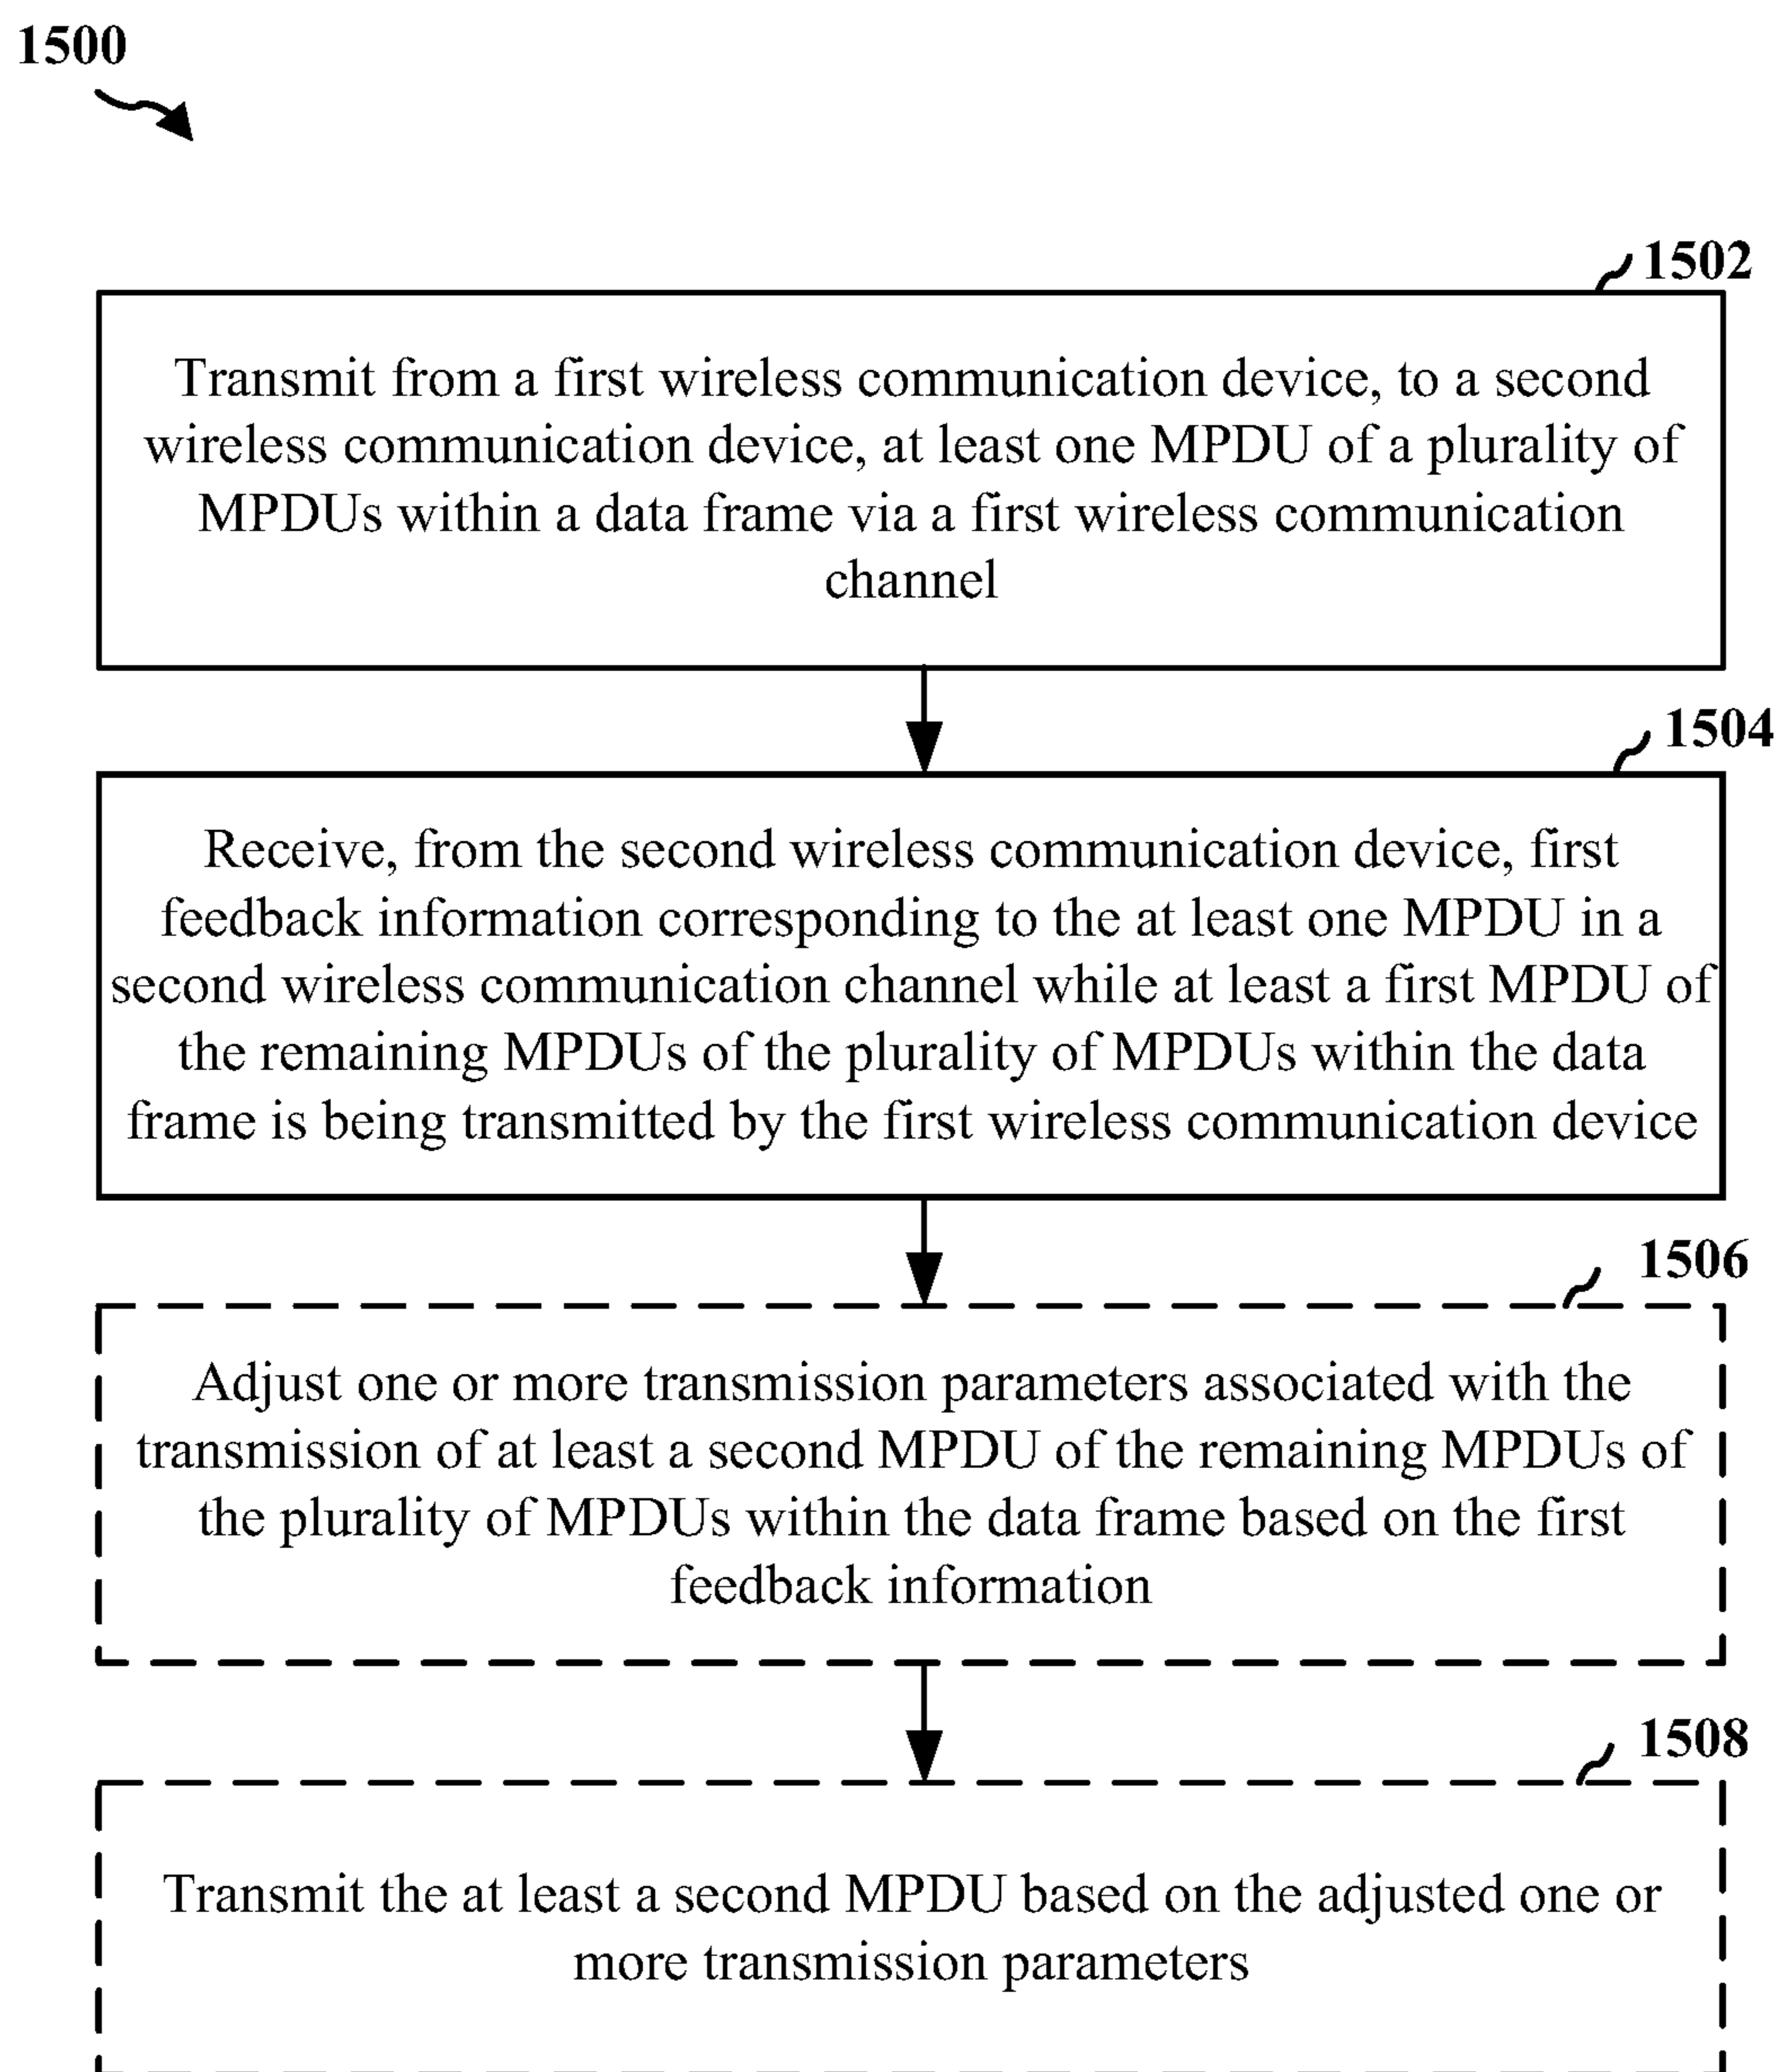 1500
1502
Transmit from a first wireless communication device, to a second
wireless communication device, at least one MPDU of a plurality of
MPDUs within a data frame via a first wireless communication
channel
1504
Receive, from the second wireless communication device, first
feedback information corresponding to the at least one MPDU in a
second wireless communication channel while at least a first MPDU of
the remaining MPDUs of the plurality of MPDUs within the data
frame is being transmitted by the first wireless communication device
1506
Adjust one or more transmission parameters associated with the
transmission of at least a second MPDU of the remaining MPDUs of
the plurality of MPDUs within the data frame based on the first
feedback information
1508
Transmit the at least a second MPDU based on the adjusted one or
more transmission parameters